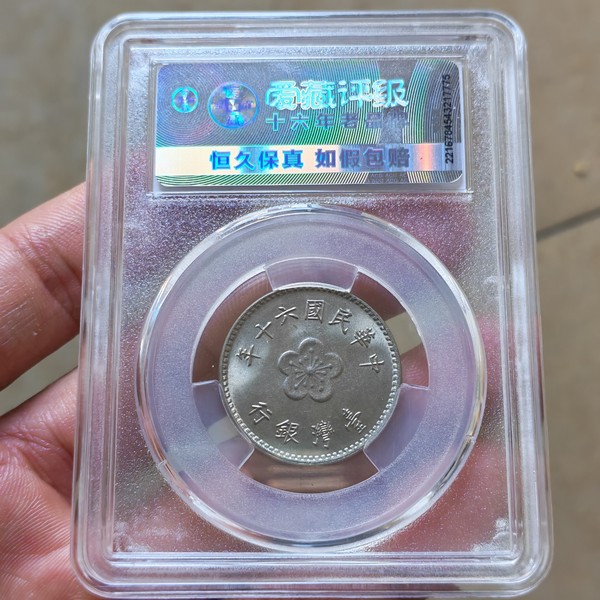 爱藏评级
十六年老品牌
恒久保真 如假包赔
2216784543217775
中華民國六十年
臺灣銀行